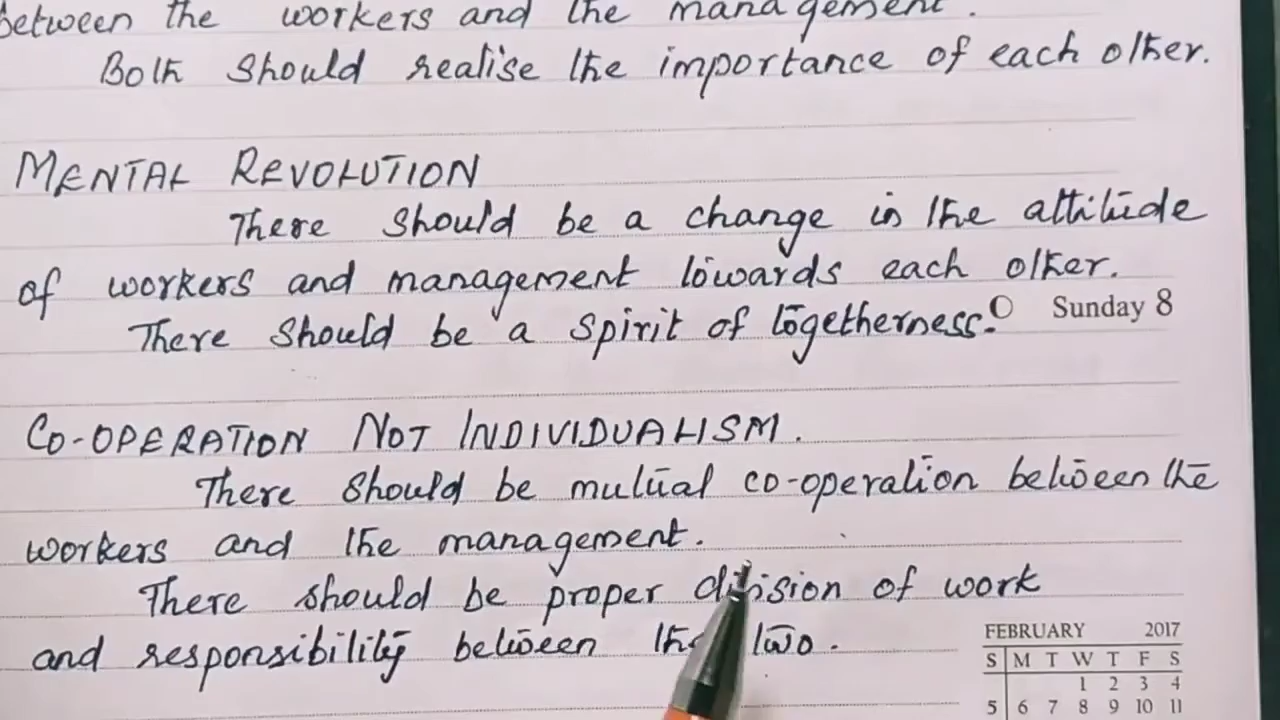 between the workers and the management.
Both should realise the importance of each other.
MENTAL REVOLUTION
There should be a change in the attitude
of workers and management towards each other.
There should be a spirit of togetherness.
Sunday 8
CO-OPERATION NOT INDIVIDUALISM.
There should be mutual co-operation between the
workers and the management.
There should be proper division of work
and responsibility between the two.
FEBRUARY 2017
S M T W T F S
1 2 3 4
5 6 7 8 9 10 11